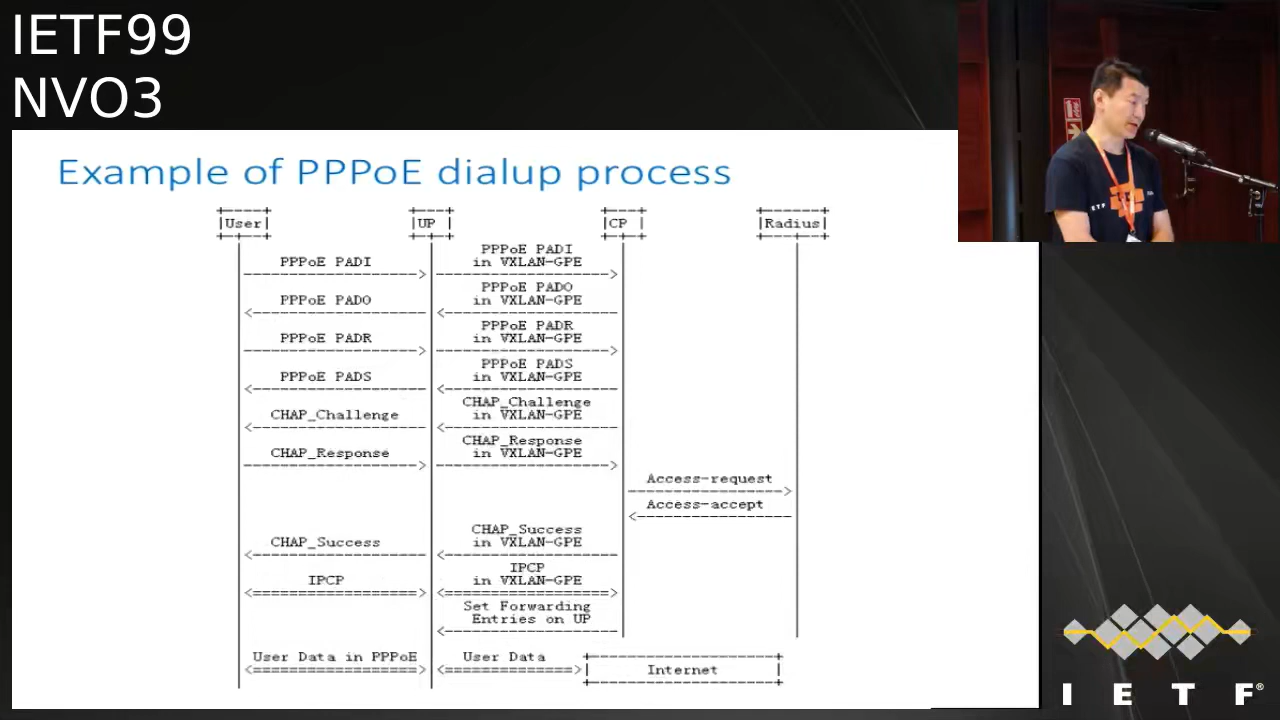 IETF99
NVO3
Example of PPPoE dialup process
User UP CP Radius
PPPoE PADI
PPPoE PADI
in VXLAN-GPE
PPPoE PADO
PPPoE PADO
in VXLAN-GPE
PPPoE PADR
PPPoE PADR
in VXLAN-GPE
PPPoE PADS
PPPoE PADS
in VXLAN-GPE
CHAP_Challenge
CHAP_Challenge
in VXLAN-GPE
CHAP_Response
CHAP_Response
in VXLAN-GPE
Access-request
Access-accept
CHAP_Success
CHAP_Success
in VXLAN-GPE
IPCP
IPCP
in VXLAN-GPE
Set Forwarding
Entries on UP
User Data in PPPoE
User Data
Internet
IETF
I E T F®